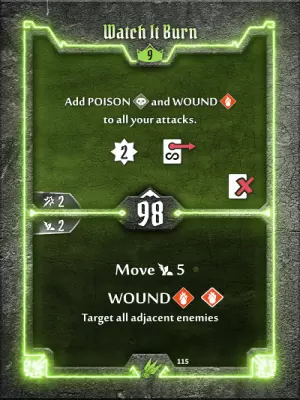 Watch It Burn
9
Add POISON and WOUND
to all your attacks.
2
2
98
2
Move 5
WOUND
Target all adjacent enemies
115